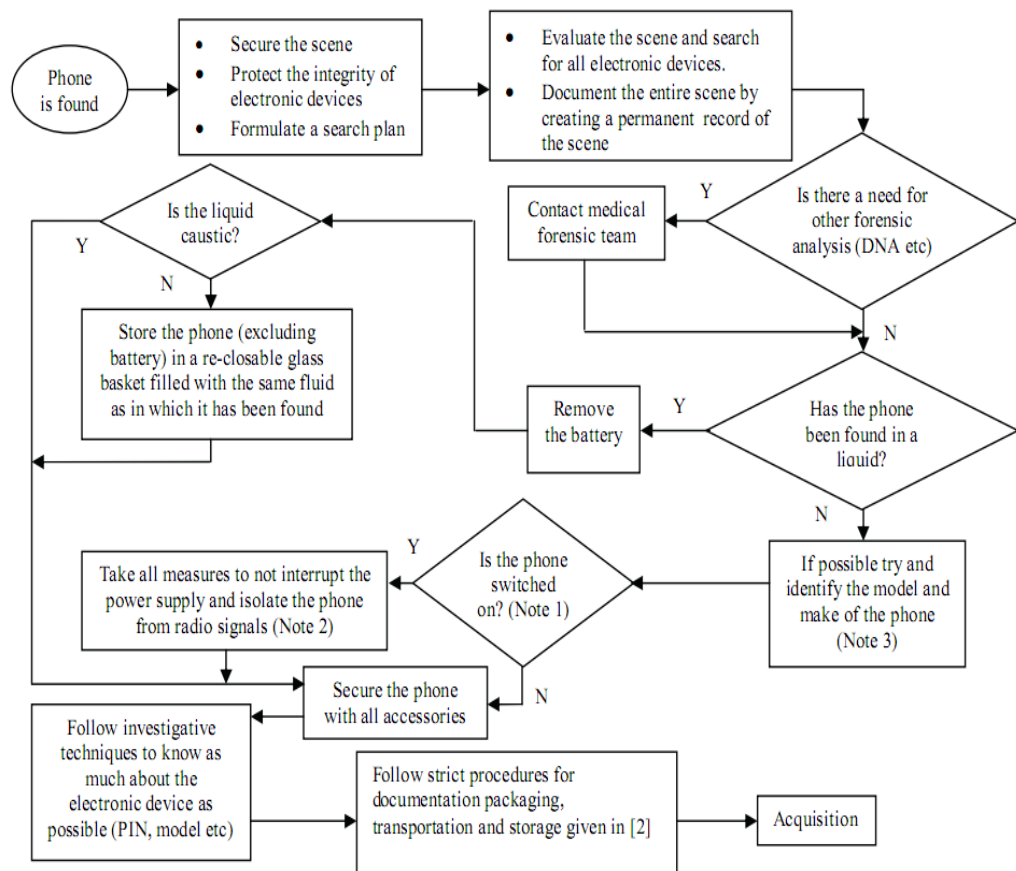 Phone
is found
• Secure the scene
• Protect the integrity of
electronic devices
• Formulate a search plan
• Evaluate the scene and search
for all electronic devices.
• Document the entire scene by
creating a permanent record of
the scene
Is there a need for
other forensic
analysis (DNA etc)
Y
N
Contact medical
forensic team
Has the phone
been found in a
liquid?
Y
N
Remove
the battery
Is the liquid
caustic?
Y
N
Store the phone (excluding
battery) in a re-closable glass
basket filled with the same fluid
as in which it has been found
If possible try and
identify the model and
make of the phone
(Note 3)
Is the phone
switched
on? (Note 1)
Y
N
Take all measures to not interrupt the
power supply and isolate the phone
from radio signals (Note 2)
Secure the phone
with all accessories
Follow investigative
techniques to know as
much about the
electronic device as
possible (PIN, model etc)
Follow strict procedures for
documentation packaging,
transportation and storage given in [2]
Acquisition